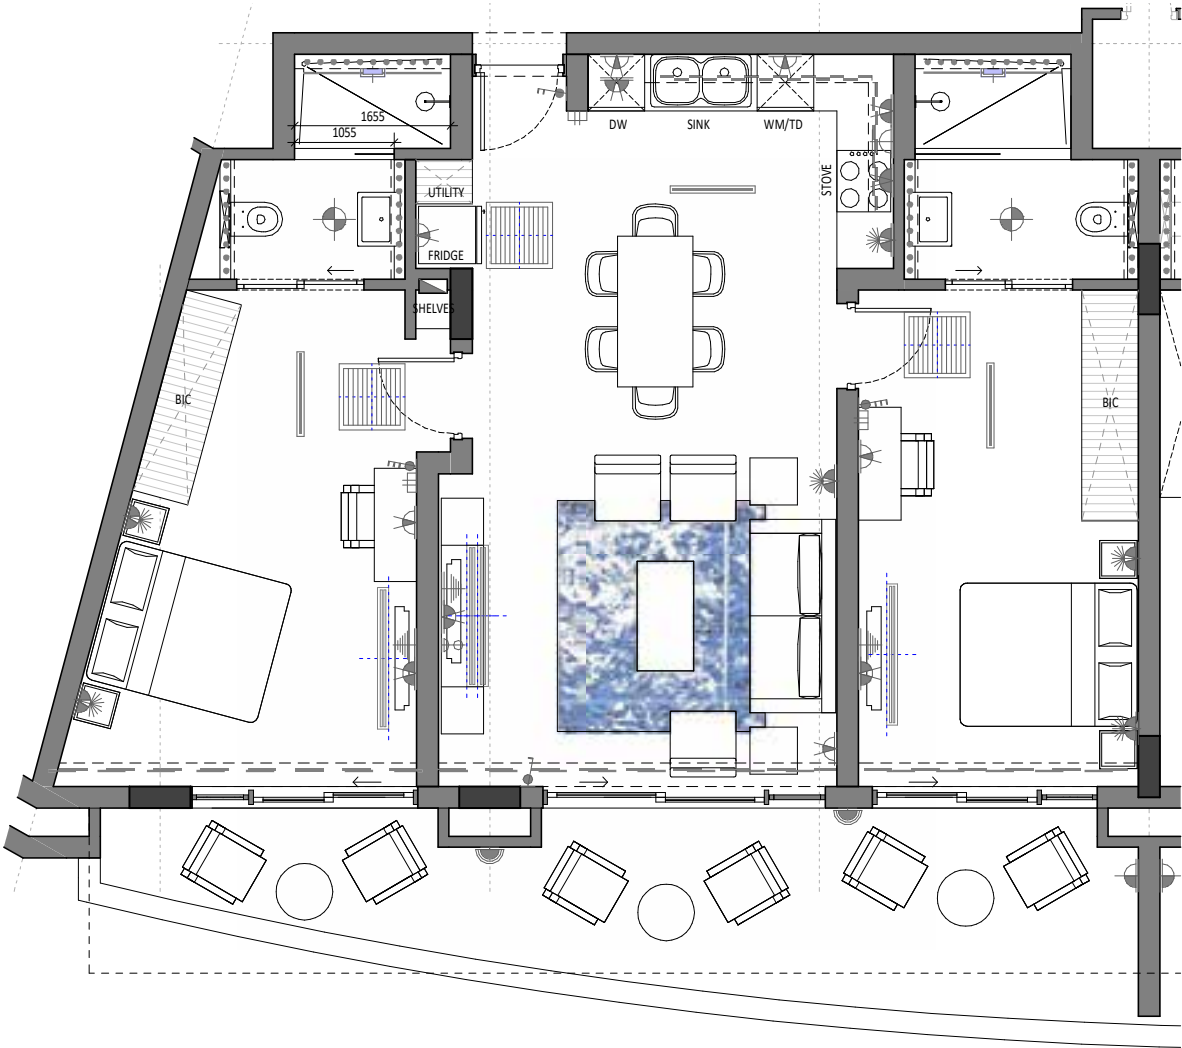 1655
1055
DW
SINK
WM/TD
STOVE
UTILITY
FRIDGE
SHELVES
BIC
BIC